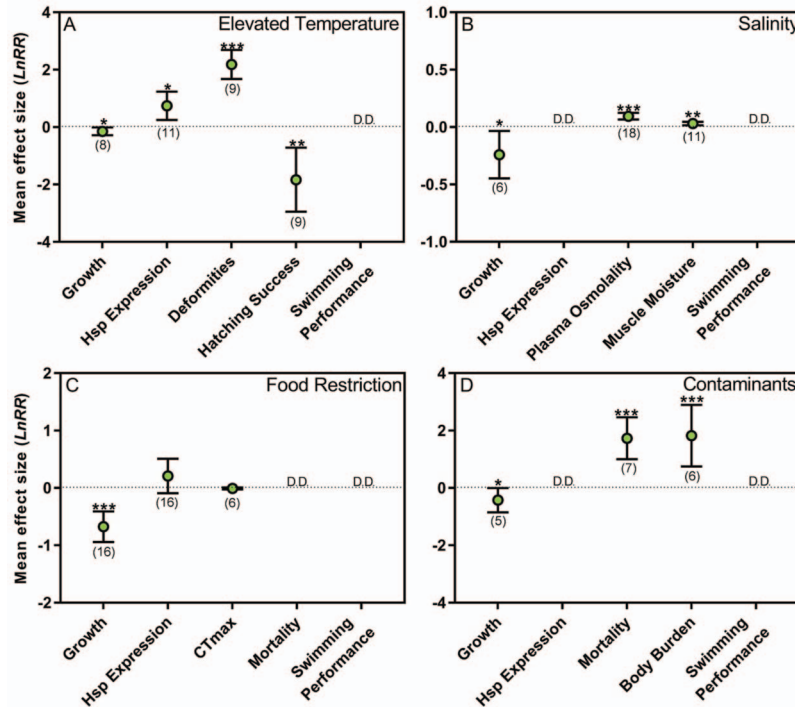 A Elevated Temperature
Mean effect size (LnRR)
4
2
0
-2
-4
*
(8)
*
(11)
***
(9)
**
(9)
D.D.
Growth
Hsp Expression
Deformities
Hatching Success
Swimming
Performance
B Salinity
1.0
0.5
0.0
-0.5
-1.0
*
(6)
D.D.
***
(18)
**
(11)
D.D.
Growth
Hsp Expression
Plasma Osmolality
Muscle Moisture
Swimming
Performance
C Food Restriction
Mean effect size (LnRR)
2
1
0
-1
-2
***
(16)
(16)
(6)
D.D.
D.D.
Growth
Hsp Expression
CTmax
Mortality
Swimming
Performance
D Contaminants
4
2
0
-2
-4
*
(5)
D.D.
***
(7)
***
(6)
D.D.
Growth
Hsp Expression
Mortality
Body Burden
Swimming
Performance